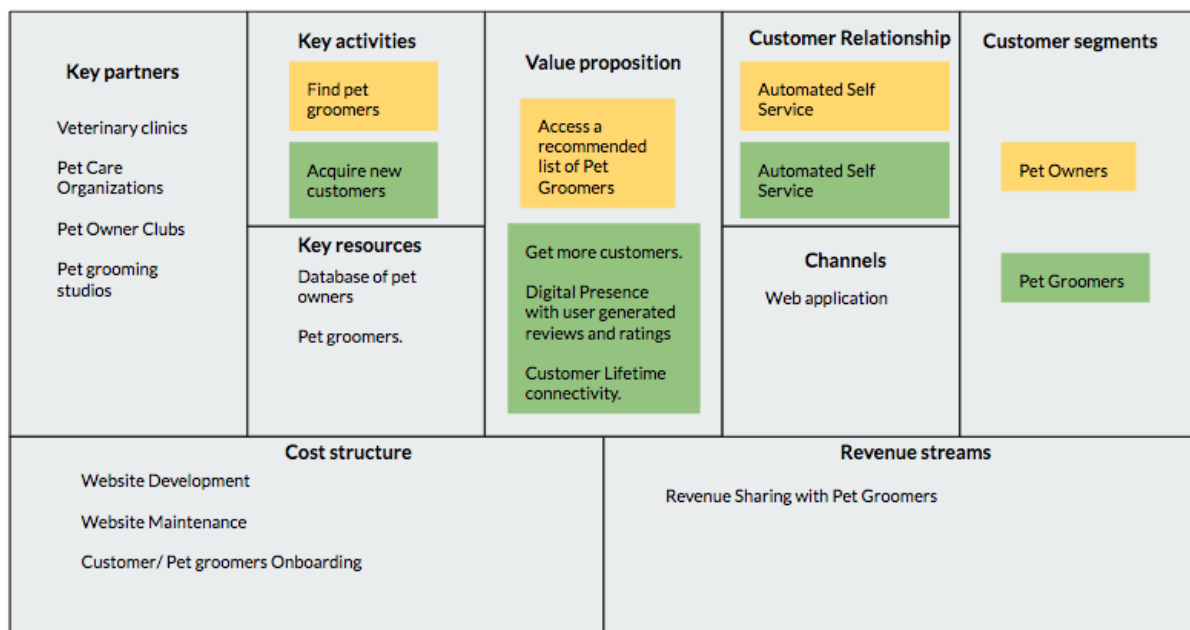 Key partners
Veterinary clinics
Pet Care
Organizations
Pet Owner Clubs
Pet grooming
studios
Key activities
Find pet
groomers
Acquire new
customers
Key resources
Database of pet
owners
Pet groomers.
Value proposition
Access a
recommended
list of Pet
Groomers
Get more customers.
Digital Presence
with user generated
reviews and ratings
Customer Lifetime
connectivity.
Customer Relationship
Automated Self
Service
Automated Self
Service
Channels
Web application
Customer segments
Pet Owners
Pet Groomers
Cost structure
Website Development
Website Maintenance
Customer/ Pet groomers Onboarding
Revenue streams
Revenue Sharing with Pet Groomers